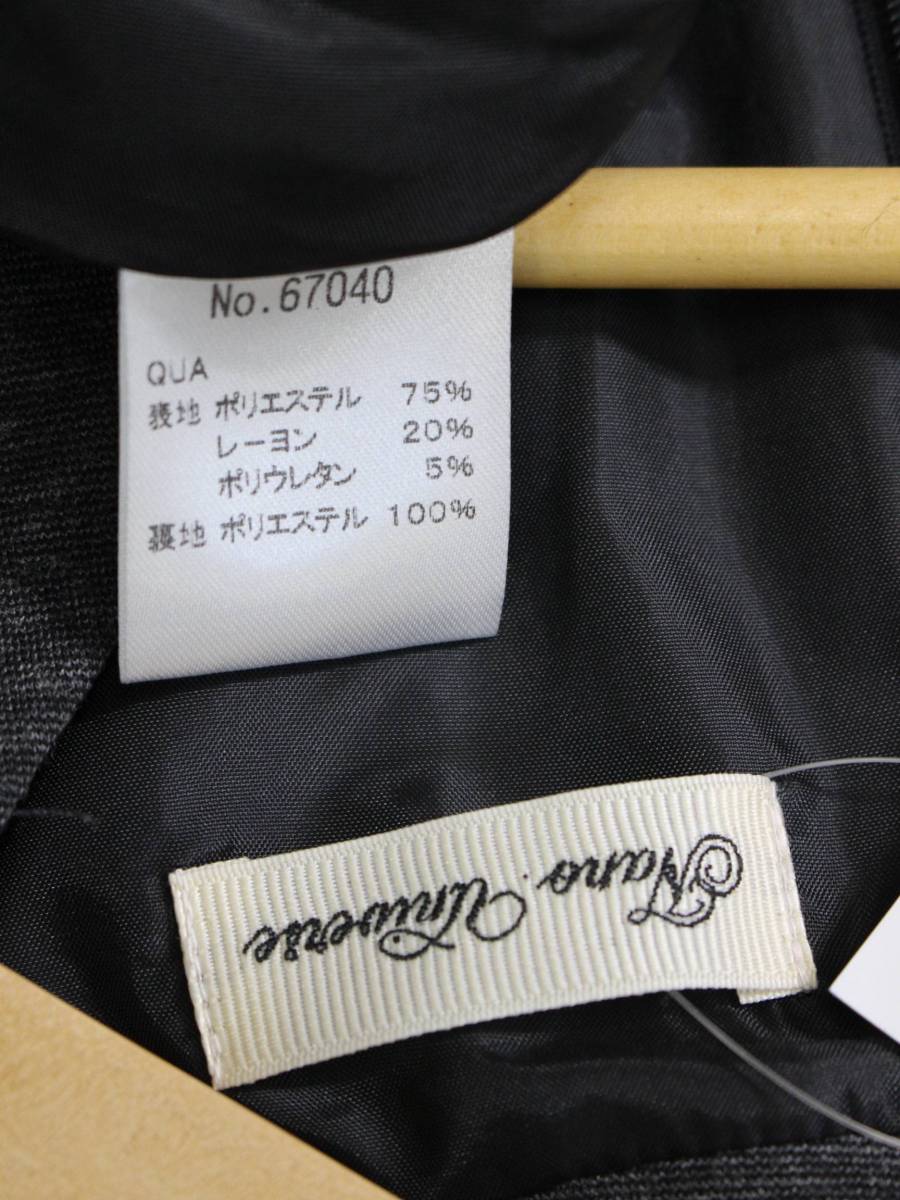 No.67040
QUA
表地 ポリエステル 75%
レーヨン 20%
ポリウレタン 5%
裏地 ポリエステル 100%
Nano Universe